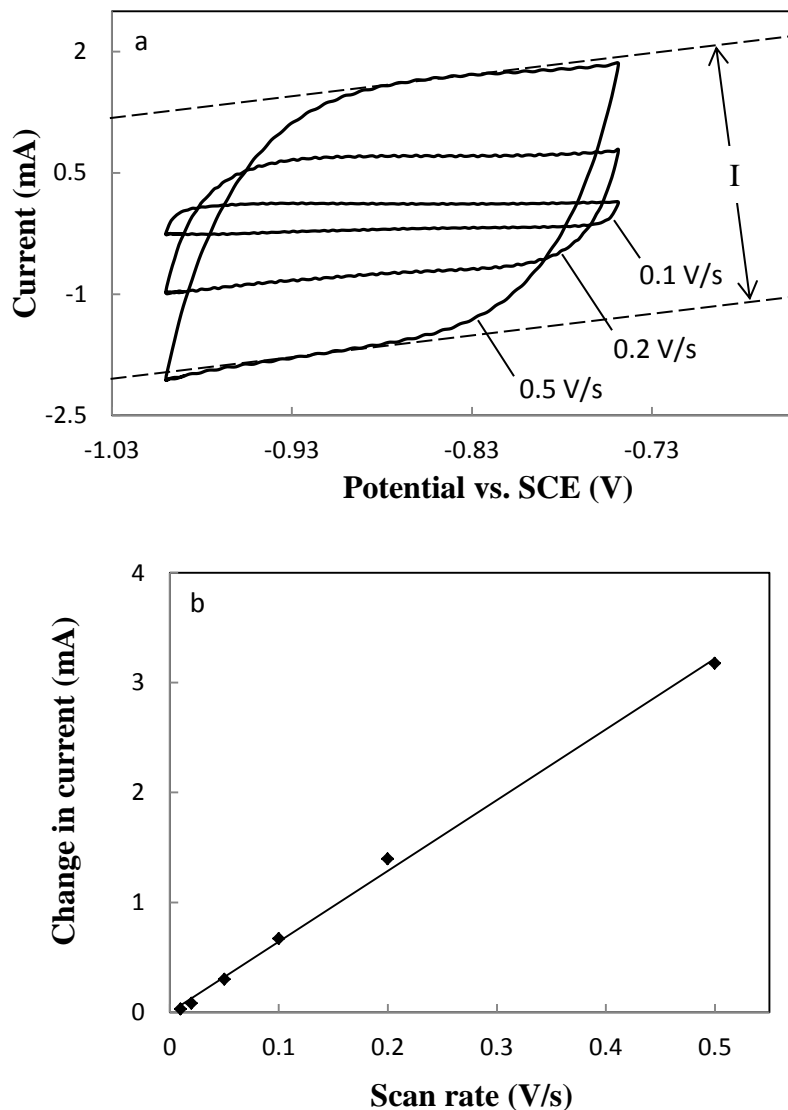 a
2
0.5
-1
-2.5
Current (mA)
I
0.1 V/s
0.2 V/s
0.5 V/s
-1.03 -0.93 -0.83 -0.73
Potential vs. SCE (V)
b
4
3
2
1
0
Change in current (mA)
0 0.1 0.2 0.3 0.4 0.5
Scan rate (V/s)